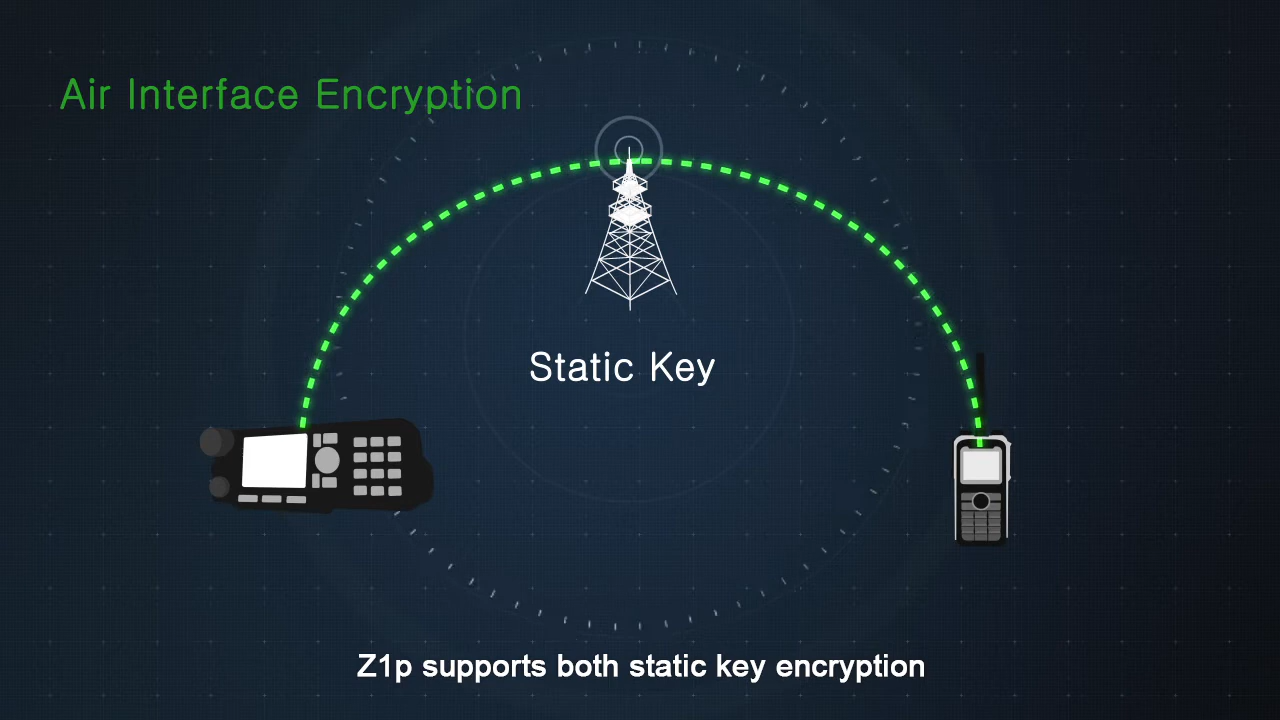 Air Interface Encryption
Static Key
Z1p supports both static key encryption